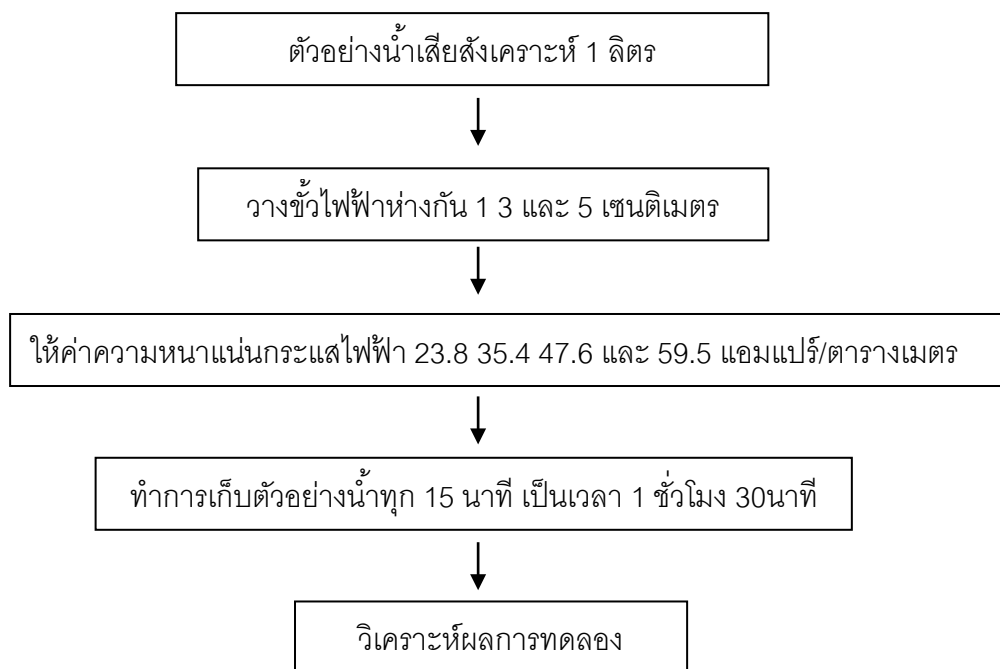 ตัวอย่างน้ำเสียสังเคราะห์ 1 ลิตร
วางขั้วไฟฟ้าห่างกัน 1 3 และ 5 เซนติเมตร
ให้ค่าความหนาแน่นกระแสไฟฟ้า 23.8 35.4 47.6 และ 59.5 แอมแปร์/ตารางเมตร
ทำการเก็บตัวอย่างน้ำทุก 15 นาที เป็นเวลา 1 ชั่วโมง 30นาที
วิเคราะห์ผลการทดลอง